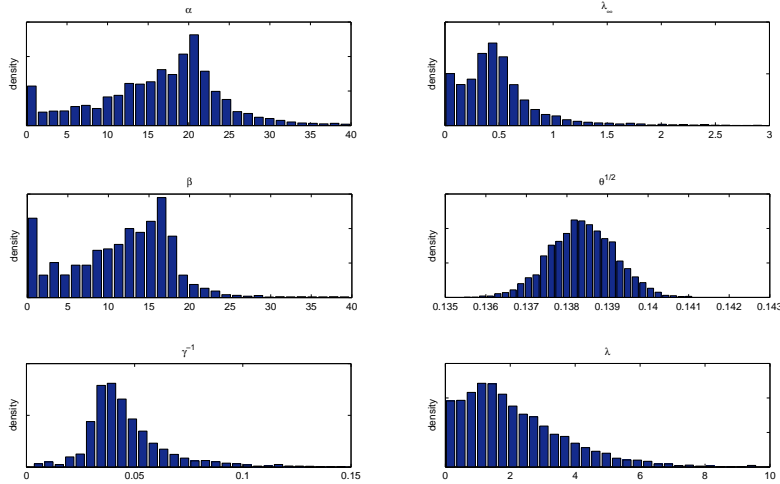 α
density
0 5 10 15 20 25 30 35 40
λ∞
density
0 0.5 1 1.5 2 2.5 3
β
density
0 5 10 15 20 25 30 35 40
θ^1/2
density
0.135 0.136 0.137 0.138 0.139 0.14 0.141 0.142 0.143
γ^-1
density
0 0.05 0.1 0.15
λ
density
0 2 4 6 8 10